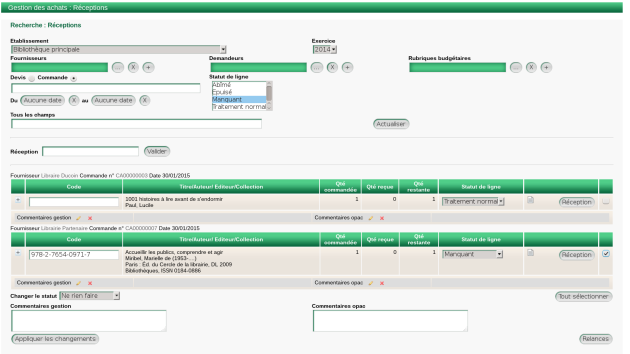 Gestion des achats : Réceptions
Recherche : Réceptions
Etablissement Exercice
Bibliothèque principale 2014
Fournisseurs Demandeurs Rubriques budgétaires
... X + ... X + ... X +
Devis Commande Statut de ligne
Abîmé
Epuisé
Manquant
Traitement normal
Du Aucune date X au Aucune date X
Tous les champs
Actualiser
Réception Valider
Fournisseur Libraire Ducoin Commande n° CA00000003 Date 30/01/2015
Code Titre/Auteur/ Editeur/Collection Qté commandée Qté reçue Qté restante Statut de ligne
+ 1001 histoires à lire avant de s'endormir 1 0 1 Traitement normal Réception
Paul, Lucile
Commentaires gestion x Commentaires opac x
Fournisseur Librairie Partenaire Commande n° CA00000007 Date 30/01/2015
Code Titre/Auteur/ Editeur/Collection Qté commandée Qté reçue Qté restante Statut de ligne
+ 978-2-7654-0971-7 Accueillir les publics, comprendre et agir 1 0 1 Manquant Réception
Miribel, Marielle de (1953-....)
Paris : Éd. du Cercle de la librairie, DL 2009
Bibliothèques, ISSN 0184-0886
Commentaires gestion x Commentaires opac x
Changer le statut Ne rien faire Tout sélectionner
Commentaires gestion Commentaires opac
Appliquer les changements Relances